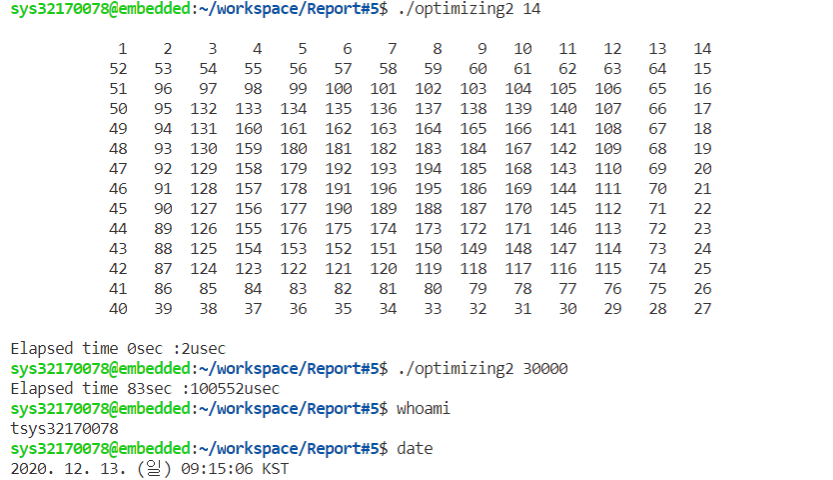 sys32170078@embedded:~/workspace/Report#5$ ./optimizing2 14
1 2 3 4 5 6 7 8 9 10 11 12 13 14
52 53 54 55 56 57 58 59 60 61 62 63 64 15
51 96 97 98 99 100 101 102 103 104 105 106 65 16
50 95 132 133 134 135 136 137 138 139 140 107 66 17
49 94 131 160 161 162 163 164 165 166 141 108 67 18
48 93 130 159 180 181 182 183 184 167 142 109 68 19
47 92 129 158 179 192 193 194 185 168 143 110 69 20
46 91 128 157 178 191 196 195 186 169 144 111 70 21
45 90 127 156 177 190 189 188 187 170 145 112 71 22
44 89 126 155 176 175 174 173 172 171 146 113 72 23
43 88 125 154 153 152 151 150 149 148 147 114 73 24
42 87 124 123 122 121 120 119 118 117 116 115 74 25
41 86 85 84 83 82 81 80 79 78 77 76 75 26
40 39 38 37 36 35 34 33 32 31 30 29 28 27
Elapsed time 0sec :2usec
sys32170078@embedded:~/workspace/Report#5$ ./optimizing2 30000
Elapsed time 83sec :100552usec
sys32170078@embedded:~/workspace/Report#5$ whoami
tsys32170078
sys32170078@embedded:~/workspace/Report#5$ date
2020. 12. 13. (일) 09:15:06 KST